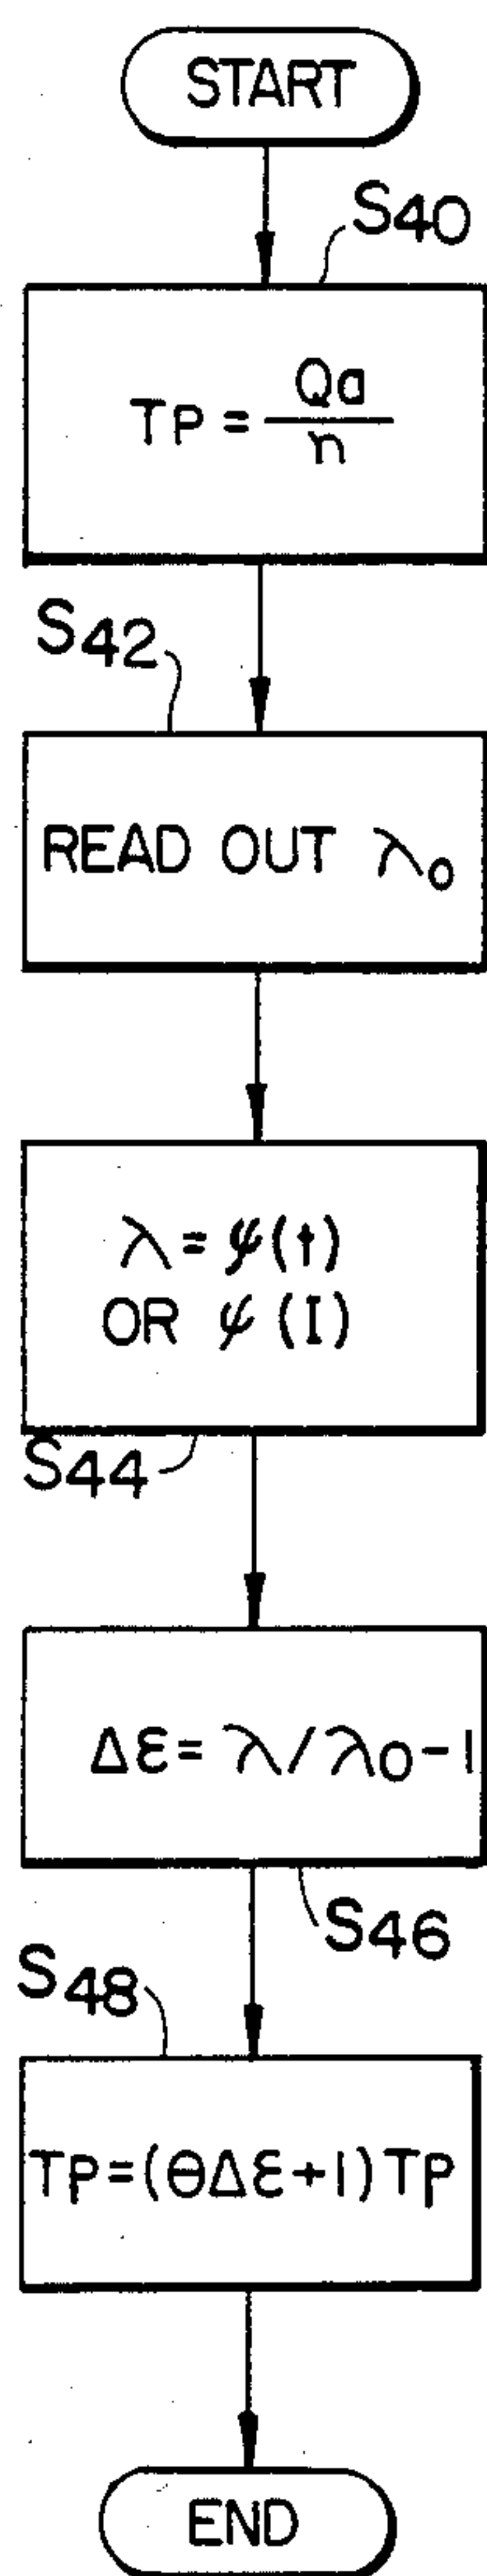 START
S40
TP = Qa / n
S42
READ OUT λ0
λ = ψ(t)
OR ψ(I)
S44
Δε = λ/λ0-1
S46
S48
TP=(θΔε+1)TP
END